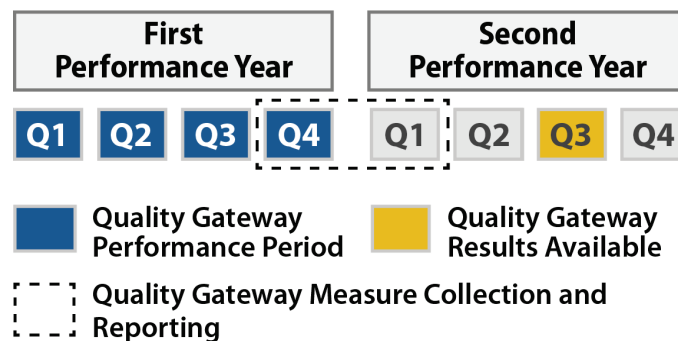 First
Performance Year
Second
Performance Year
Q1 Q2 Q3 Q4 Q1 Q2 Q3 Q4
Quality Gateway
Performance Period
Quality Gateway
Results Available
Quality Gateway Measure Collection and
Reporting